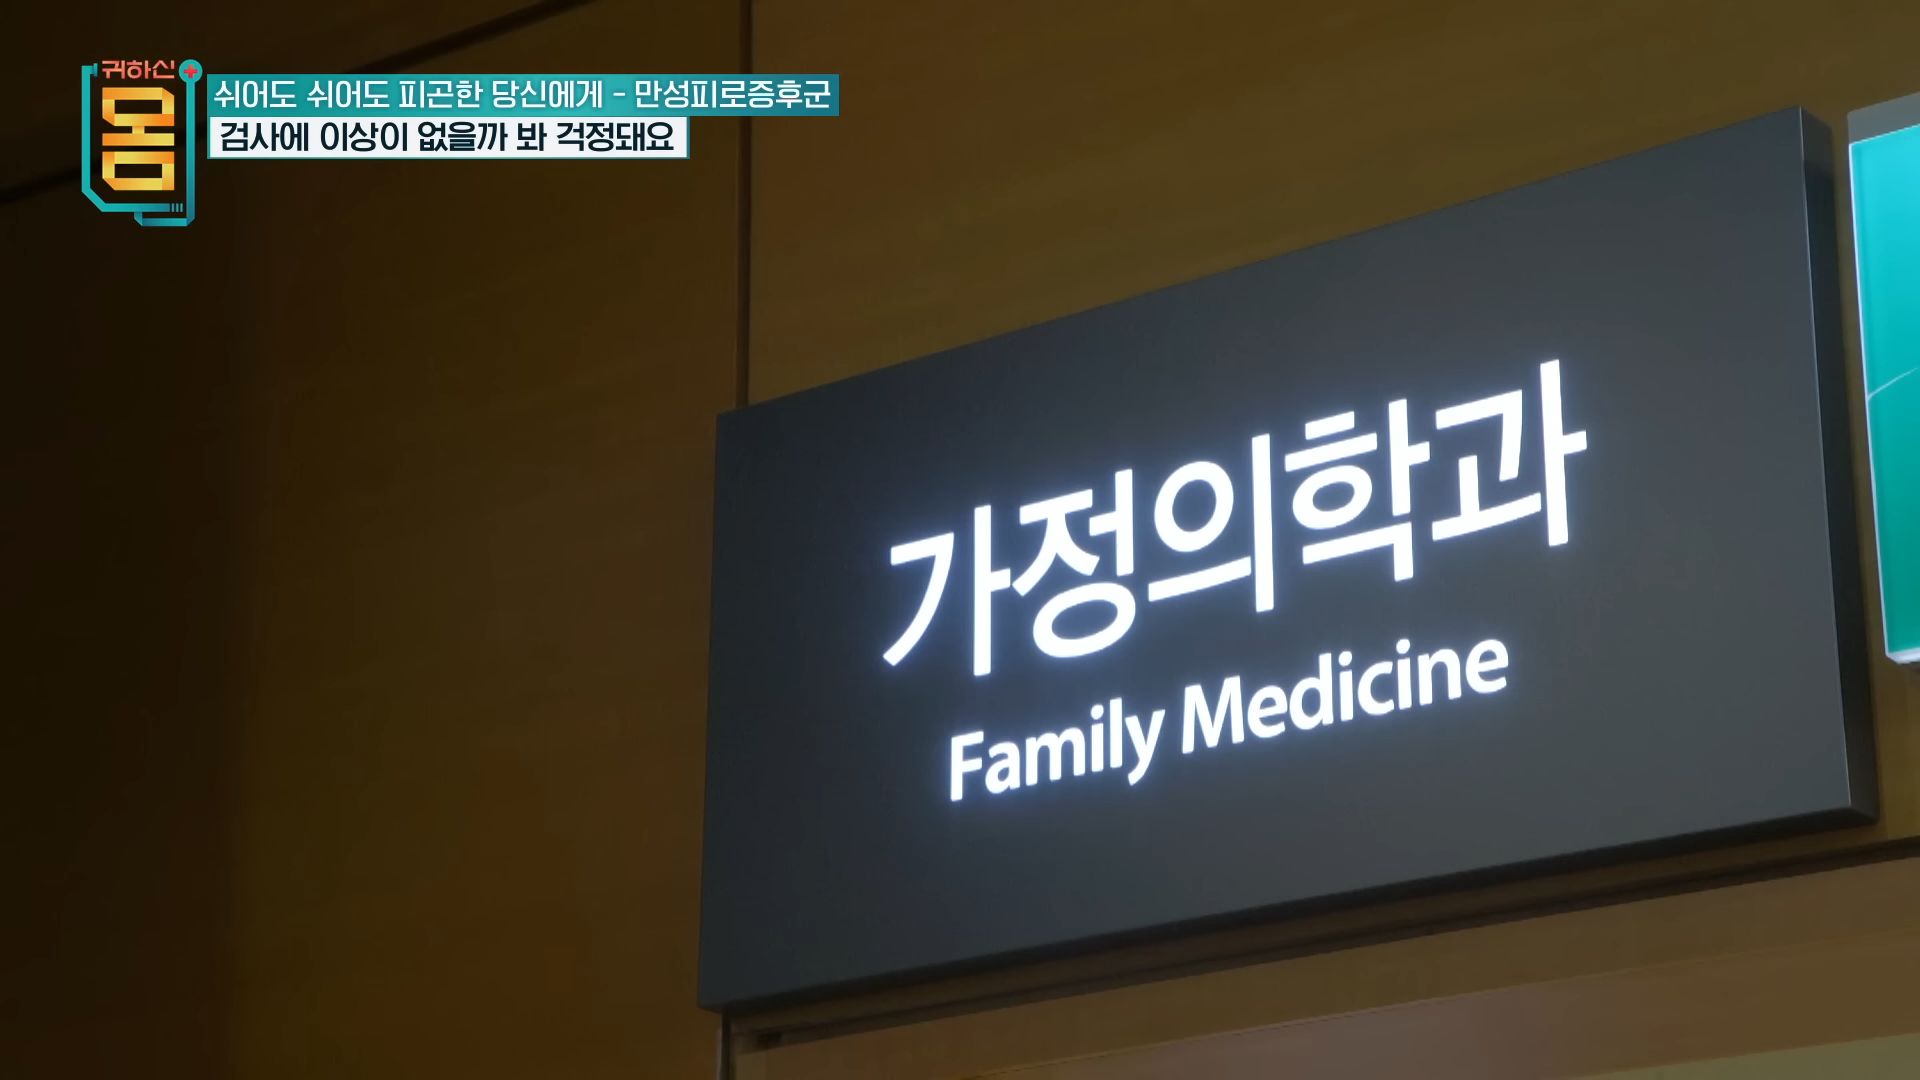 귀하신
몸
쉬어도 쉬어도 피곤한 당신에게 - 만성피로증후군
검사에 이상이 없을까 봐 걱정돼요
가정의학과
Family Medicine